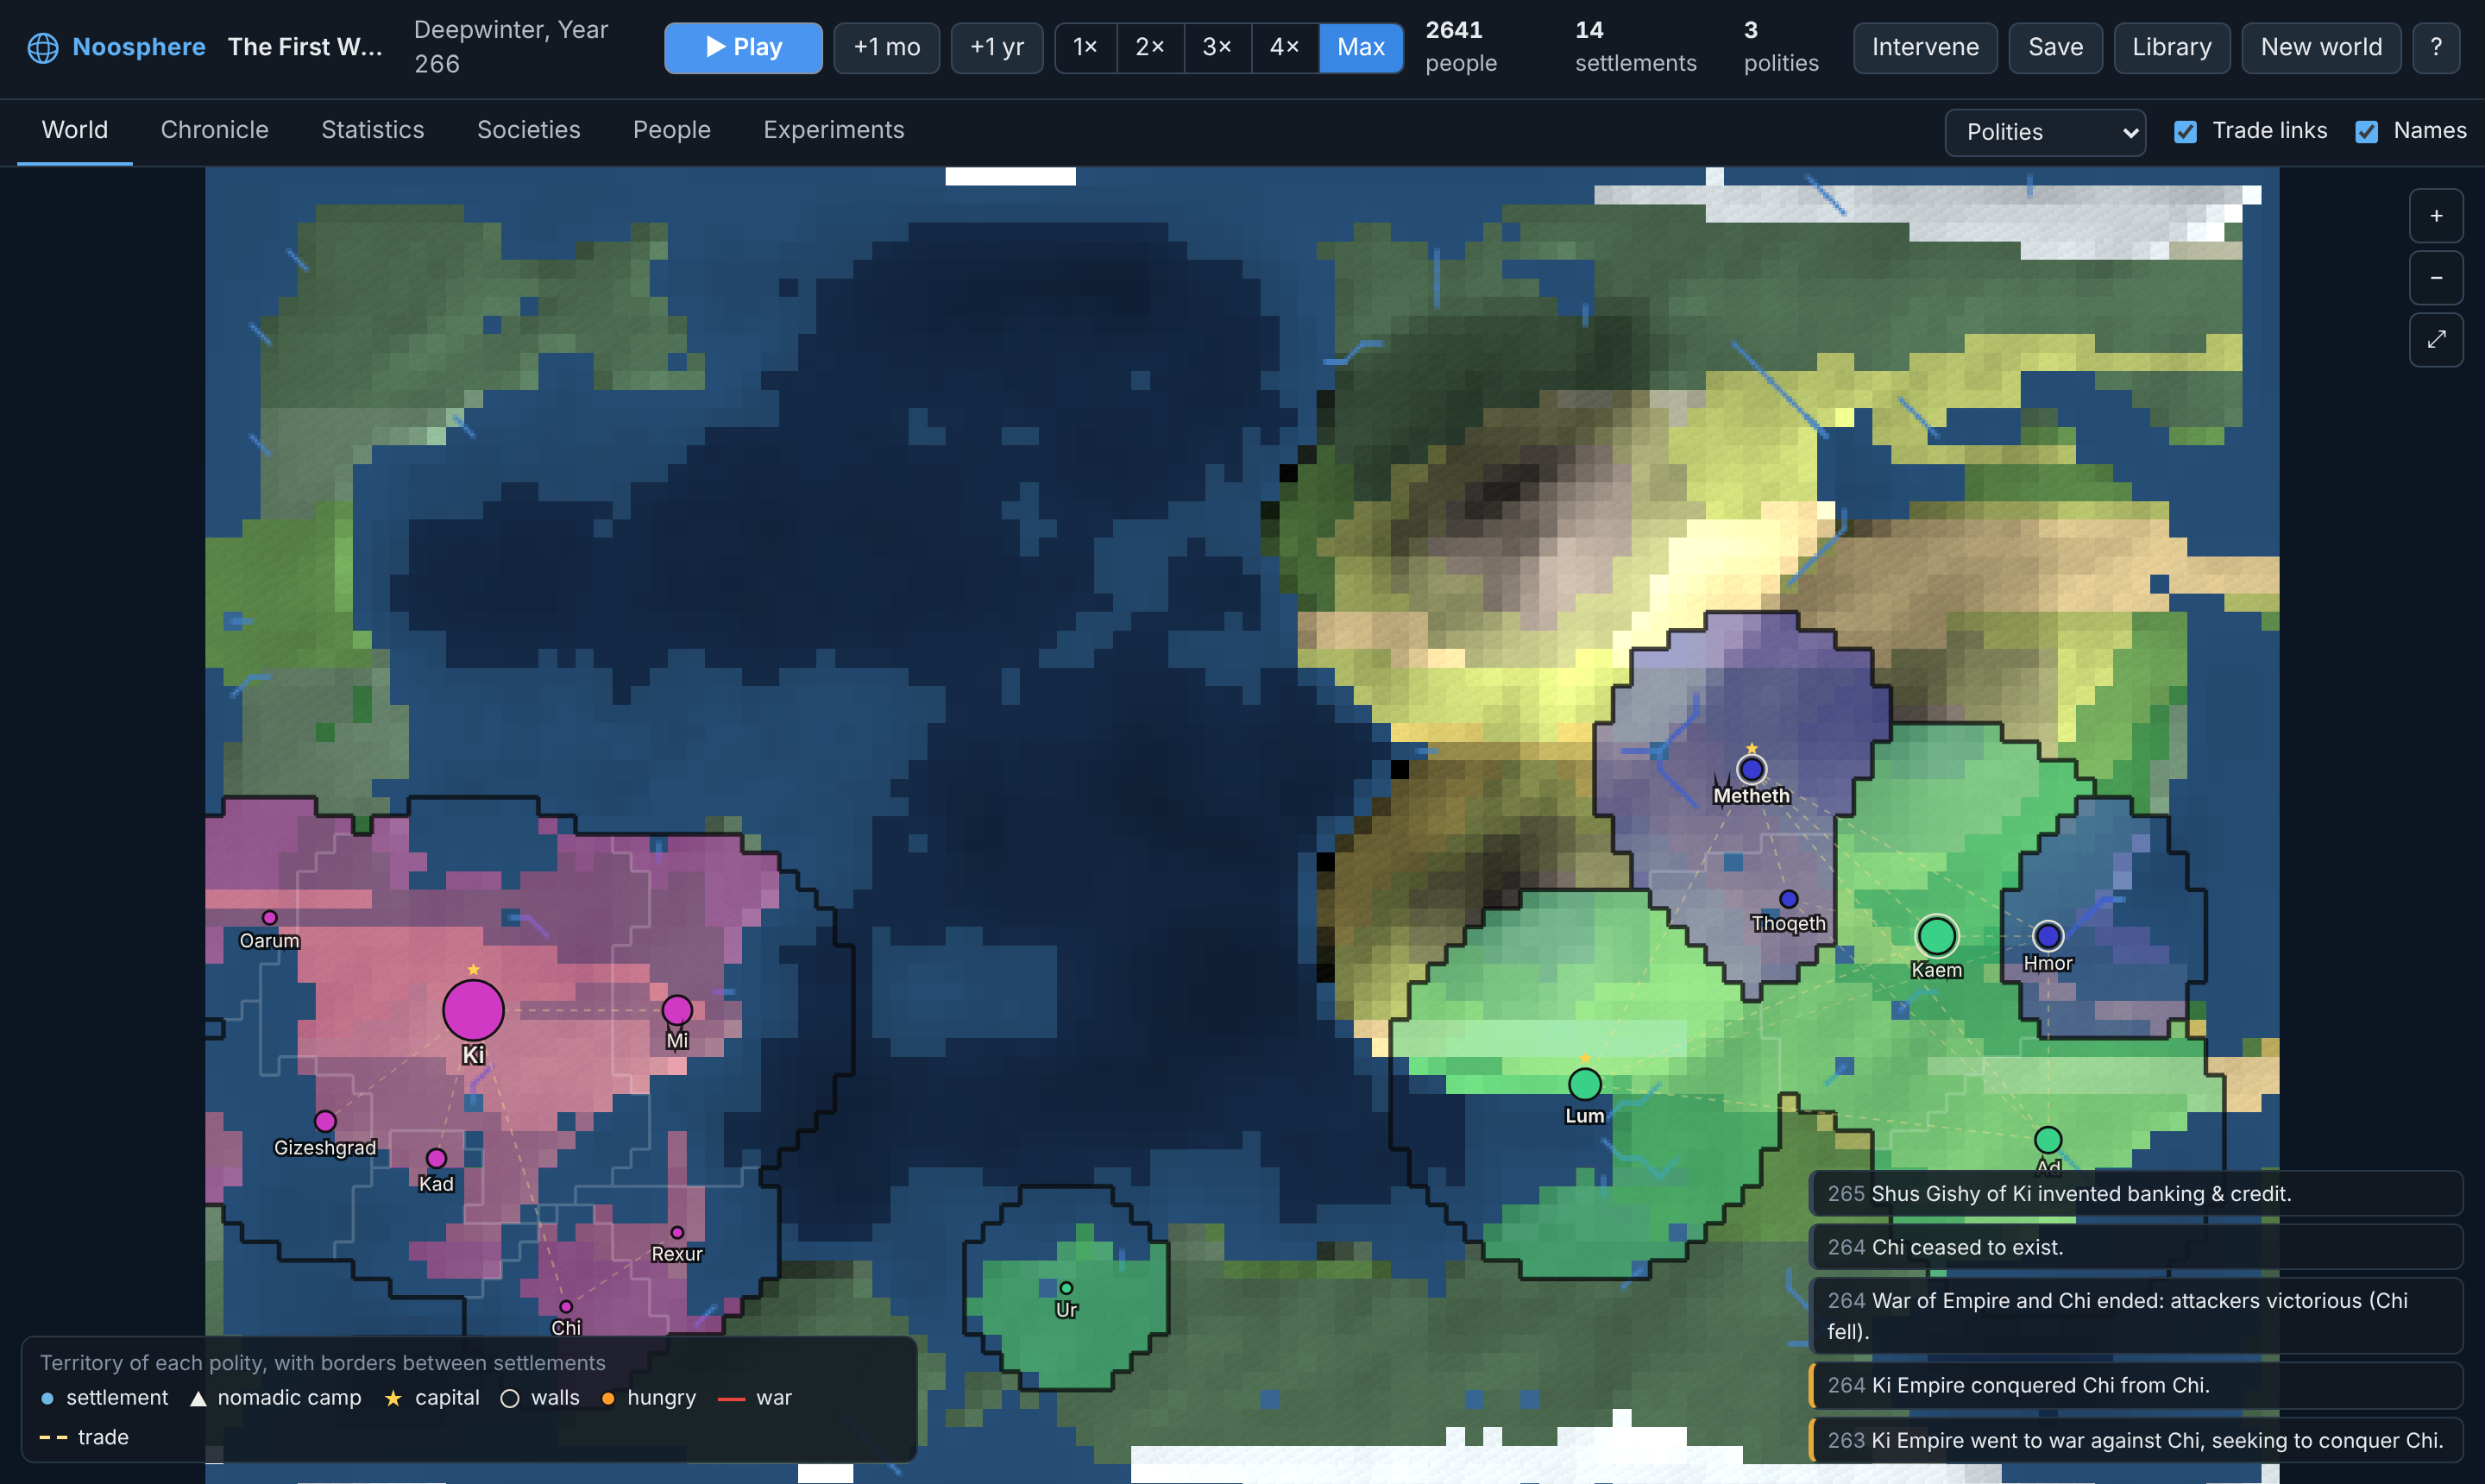 Noosphere
The First W...
Deepwinter, Year
266
▶ Play
+1 mo
+1 yr
1×
2×
3×
4×
Max
2641
people
14
settlements
3
polities
Intervene
Save
Library
New world
?
World
Chronicle
Statistics
Societies
People
Experiments
Polities
Trade links
Names
+
−
Metheth
Thoqeth
Oarum
Kaem
Hmor
Ki
Mi
Lum
Gizeshgrad
Kad
Ad
Rexur
Ur
Chi
265 Shus Gishy of Ki invented banking & credit.
264 Chi ceased to exist.
264 War of Empire and Chi ended: attackers victorious (Chi
fell).
264 Ki Empire conquered Chi from Chi.
263 Ki Empire went to war against Chi, seeking to conquer Chi.
Territory of each polity, with borders between settlements
settlement
nomadic camp
capital
walls
hungry
war
trade